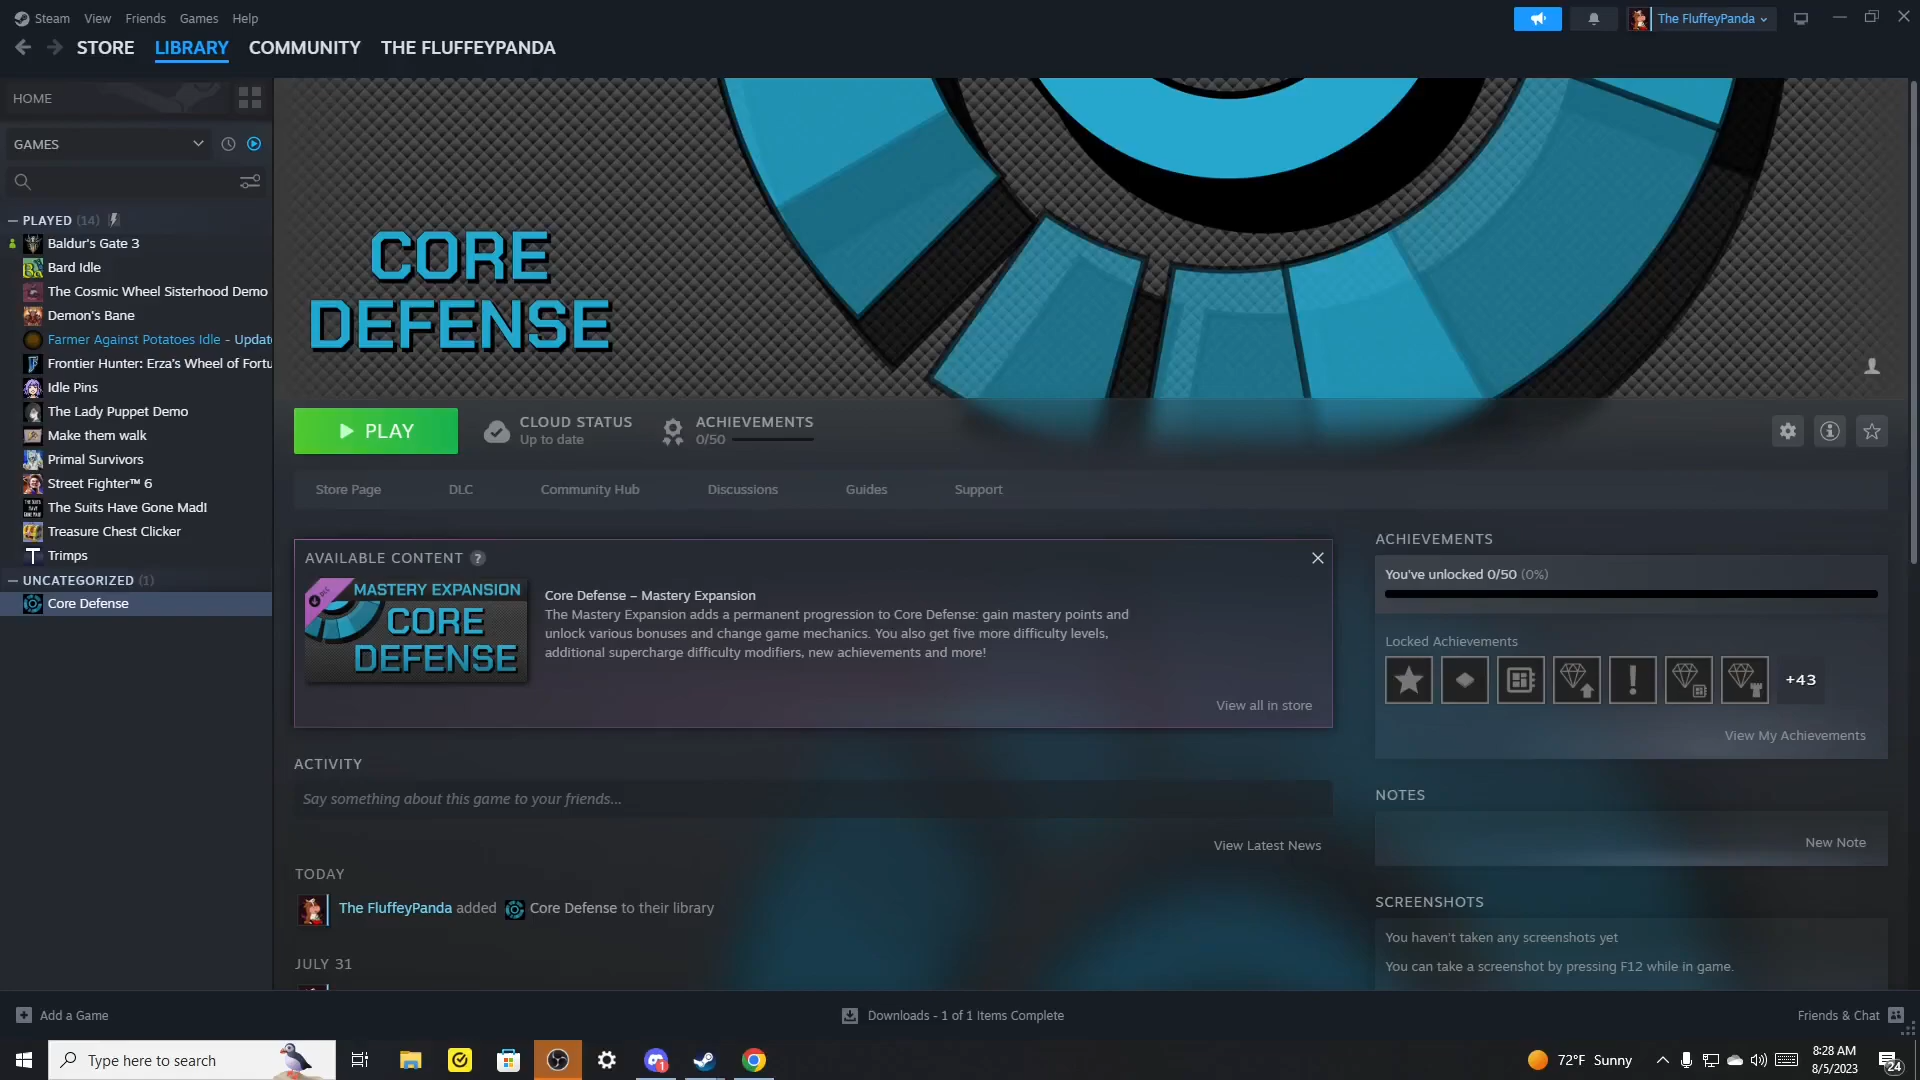 Steam View Friends Games Help
The FluffeyPanda
STORE LIBRARY COMMUNITY THE FLUFFEYPANDA
HOME
GAMES
PLAYED (14)
Baldur's Gate 3
Bard Idle
The Cosmic Wheel Sisterhood Demo
Demon's Bane
Farmer Against Potatoes Idle - Updat
Frontier Hunter: Erza's Wheel of Fortu
Idle Pins
The Lady Puppet Demo
Make them walk
Primal Survivors
Street Fighter™ 6
The Suits Have Gone Mad!
Treasure Chest Clicker
Trimps
UNCATEGORIZED (1)
Core Defense
CORE
DEFENSE
PLAY
CLOUD STATUS
Up to date
ACHIEVEMENTS
0/50
Store Page DLC Community Hub Discussions Guides Support
AVAILABLE CONTENT ?
DLC
MASTERY EXPANSION
CORE
DEFENSE
Core Defense – Mastery Expansion
The Mastery Expansion adds a permanent progression to Core Defense: gain mastery points and
unlock various bonuses and change game mechanics. You also get five more difficulty levels,
additional supercharge difficulty modifiers, new achievements and more!
View all in store
ACTIVITY
Say something about this game to your friends...
View Latest News
TODAY
The FluffeyPanda added Core Defense to their library
JULY 31
ACHIEVEMENTS
You've unlocked 0/50 (0%)
Locked Achievements
+43
View My Achievements
NOTES
New Note
SCREENSHOTS
You haven't taken any screenshots yet
You can take a screenshot by pressing F12 while in game.
Add a Game
Downloads - 1 of 1 Items Complete
Friends & Chat
Type here to search
1
72°F Sunny
8:28 AM
8/5/2023
24